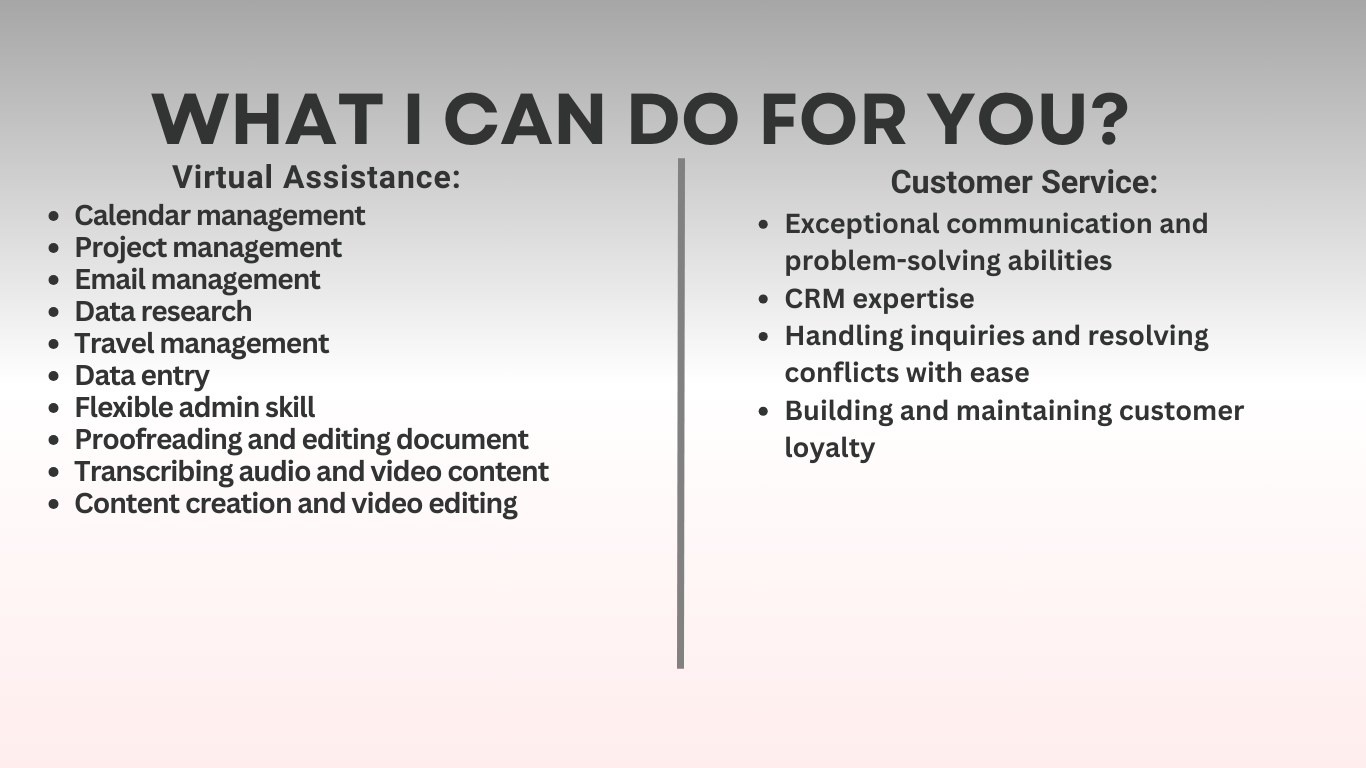 WHAT I CAN DO FOR YOU?
Virtual Assistance:
• Calendar management
• Project management
• Email management
• Data research
• Travel management
• Data entry
• Flexible admin skill
• Proofreading and editing document
• Transcribing audio and video content
• Content creation and video editing
Customer Service:
• Exceptional communication and
problem-solving abilities
• CRM expertise
• Handling inquiries and resolving
conflicts with ease
• Building and maintaining customer
loyalty